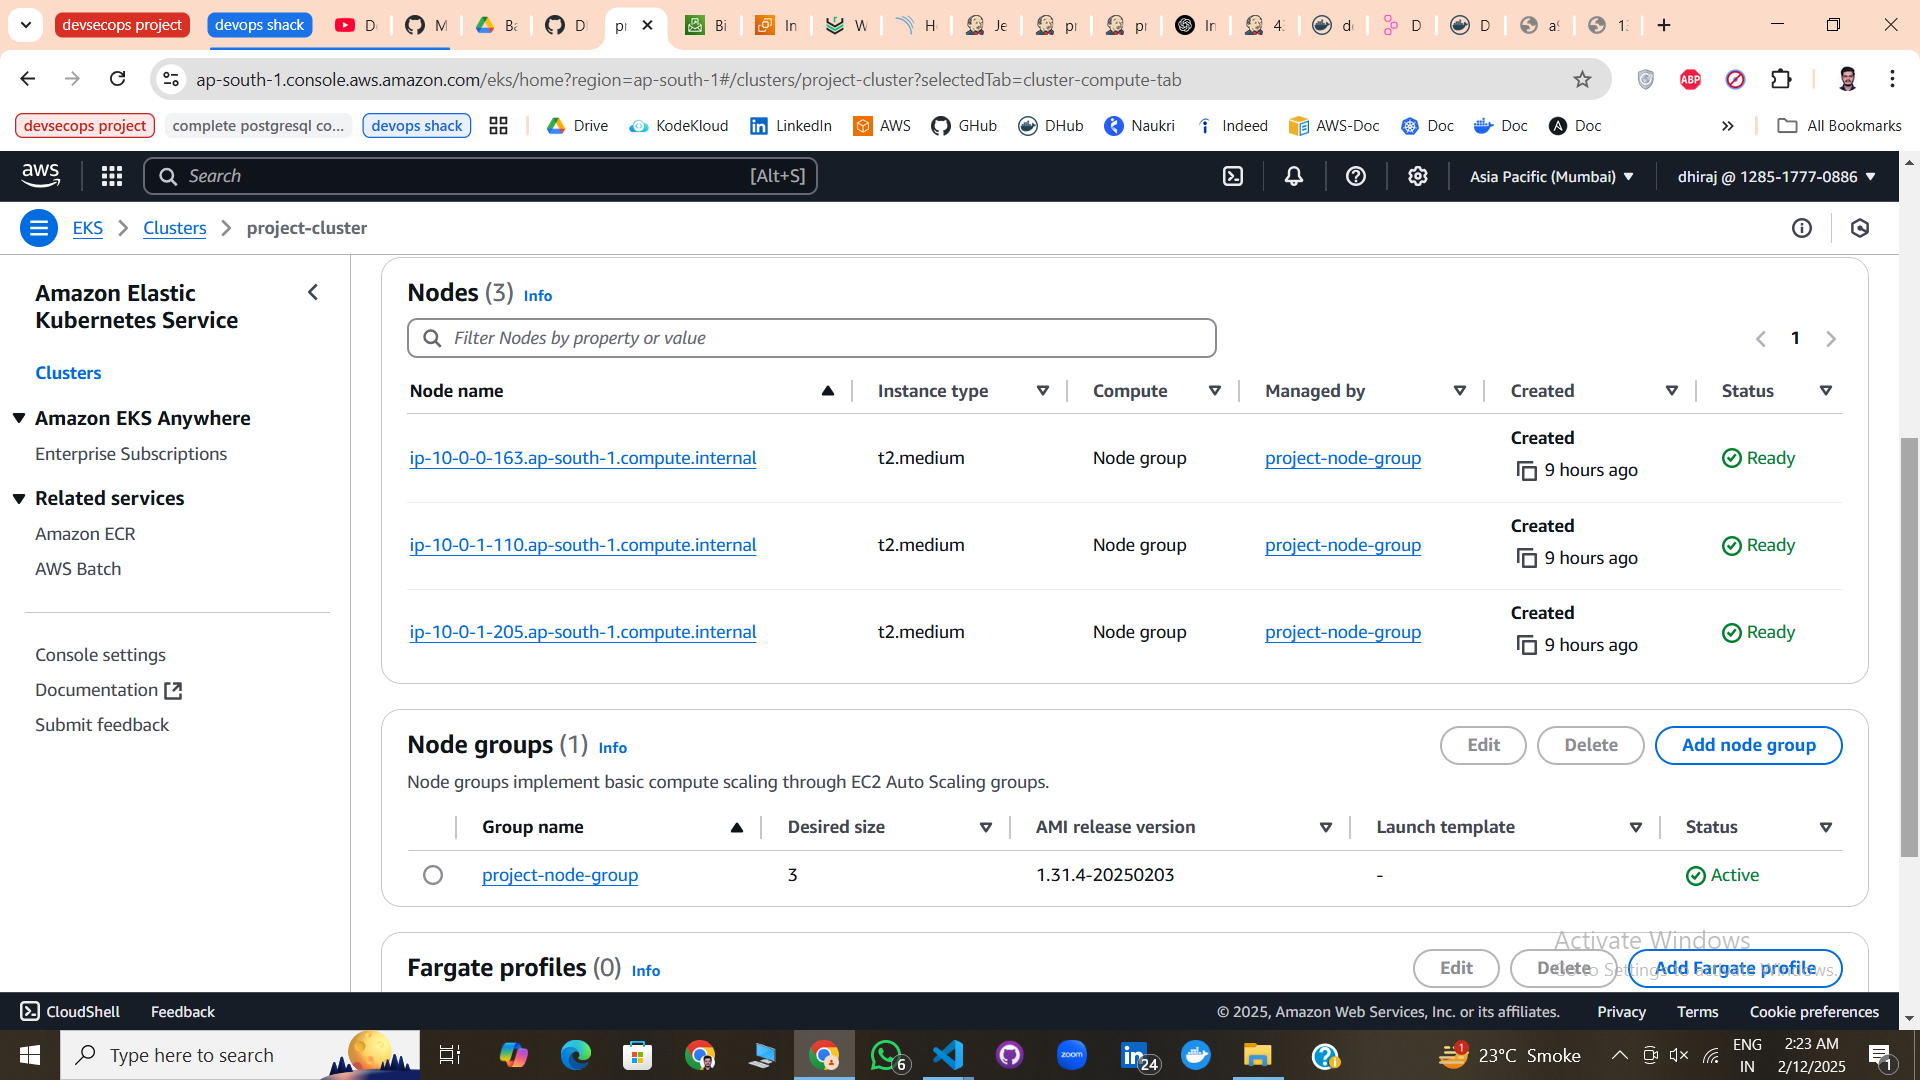 devsecops project
devops shack
ap-south-1.console.aws.amazon.com/eks/home?region=ap-south-1#/clusters/project-cluster?selectedTab=cluster-compute-tab
ABP
devsecops project
complete postgresql co...
devops shack
Drive
KodeKloud
LinkedIn
AWS
GHub
DHub
Naukri
Indeed
AWS-Doc
Doc
Doc
Doc
All Bookmarks
aws
Search
[Alt+S]
Asia Pacific (Mumbai)
dhiraj @ 1285-1777-0886
EKS
Clusters
project-cluster
Amazon Elastic
Kubernetes Service
Clusters
Amazon EKS Anywhere
Enterprise Subscriptions
Related services
Amazon ECR
AWS Batch
Console settings
Documentation
Submit feedback
Nodes (3) Info
Filter Nodes by property or value
1
Node name Instance type Compute Managed by Created Status
ip-10-0-0-163.ap-south-1.compute.internal t2.medium Node group project-node-group Created 9 hours ago Ready
ip-10-0-1-110.ap-south-1.compute.internal t2.medium Node group project-node-group Created 9 hours ago Ready
ip-10-0-1-205.ap-south-1.compute.internal t2.medium Node group project-node-group Created 9 hours ago Ready
Node groups (1) Info
Edit
Delete
Add node group
Node groups implement basic compute scaling through EC2 Auto Scaling groups.
Group name Desired size AMI release version Launch template Status
project-node-group 3 1.31.4-20250203 - Active
Fargate profiles (0) Info
Edit
Delete
Add Fargate profile
Activate Windows
Go to Settings to activate Windows.
CloudShell
Feedback
© 2025, Amazon Web Services, Inc. or its affiliates.
Privacy
Terms
Cookie preferences
Type here to search
6
zoom
24
1
23°C Smoke
ENG
IN
2:23 AM
2/12/2025
1